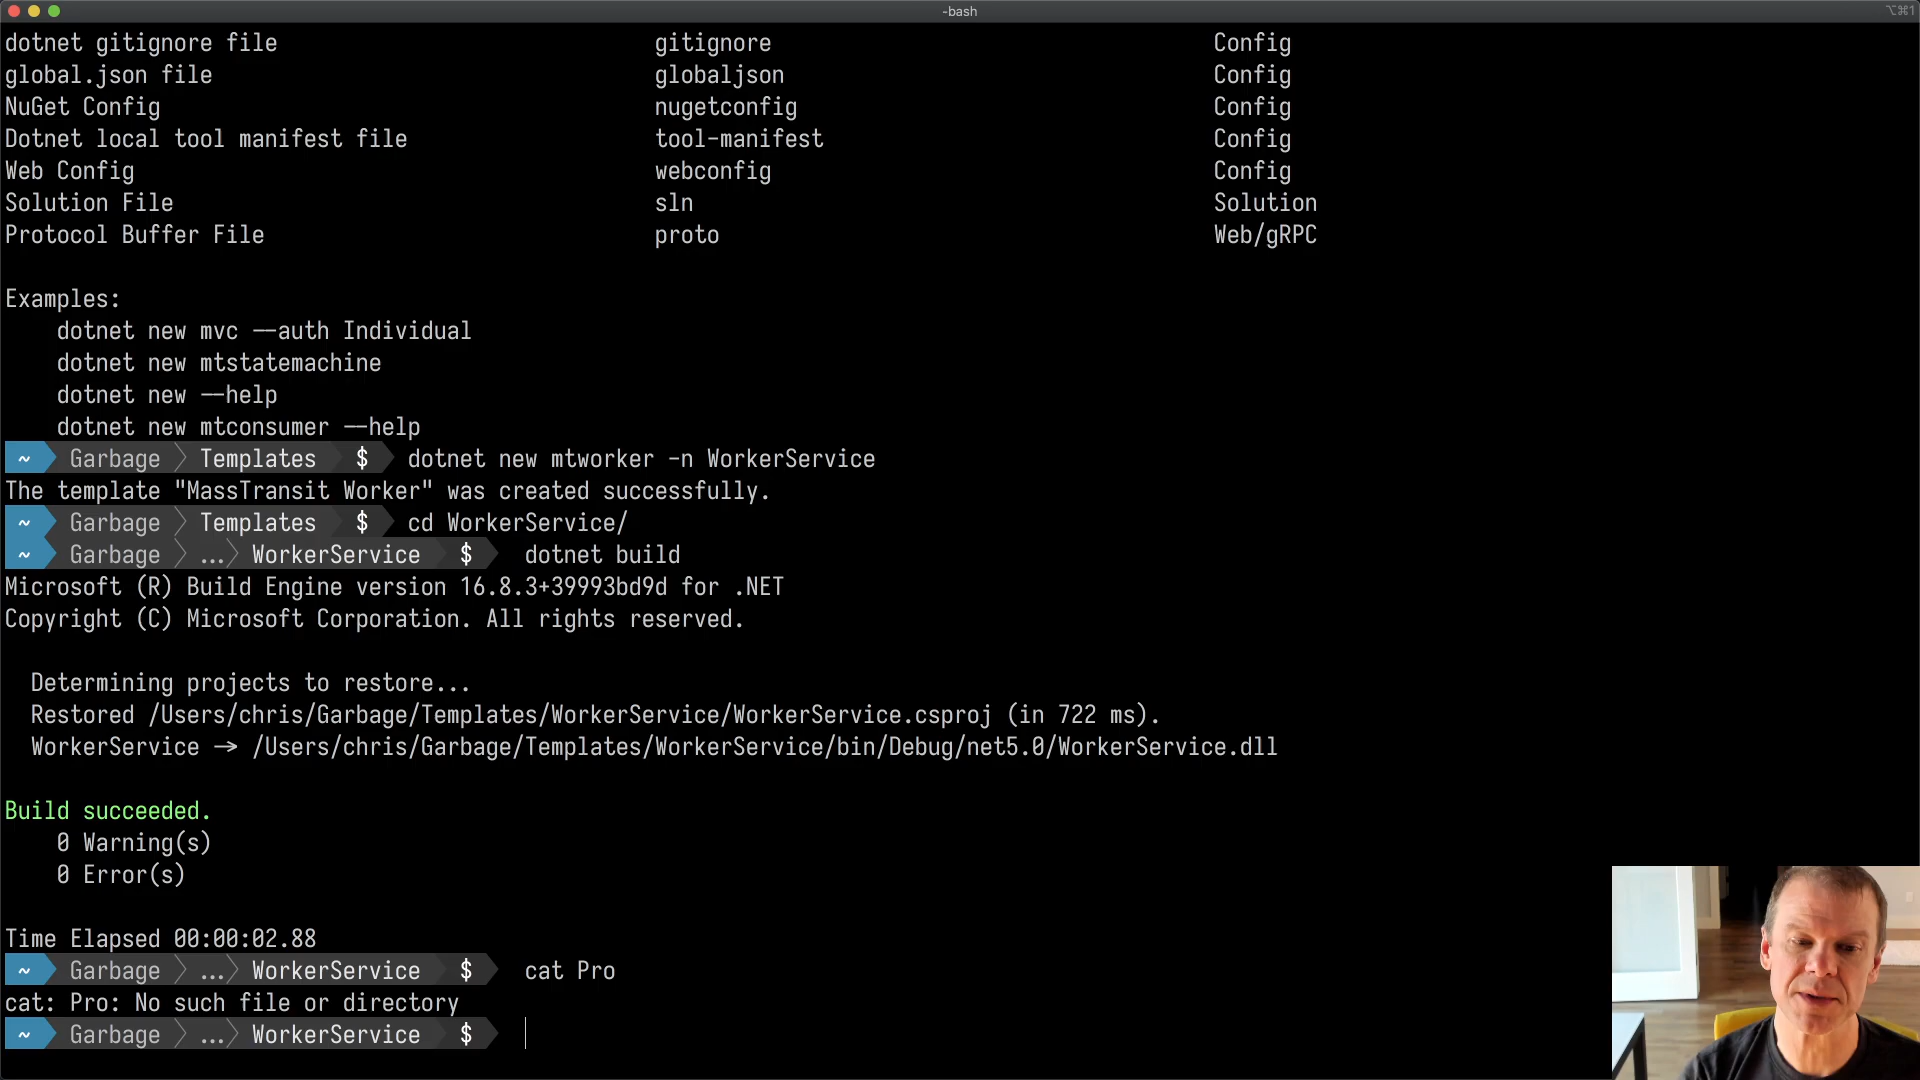 -bash
⌥⌘1
dotnet gitignore file gitignore Config
global.json file globaljson Config
NuGet Config nugetconfig Config
Dotnet local tool manifest file tool-manifest Config
Web Config webconfig Config
Solution File sln Solution
Protocol Buffer File proto Web/gRPC
Examples:
dotnet new mvc --auth Individual
dotnet new mtstatemachine
dotnet new --help
dotnet new mtconsumer --help
~ Garbage Templates $ dotnet new mtworker -n WorkerService
The template "MassTransit Worker" was created successfully.
~ Garbage Templates $ cd WorkerService/
~ Garbage ... WorkerService $ dotnet build
Microsoft (R) Build Engine version 16.8.3+39993bd9d for .NET
Copyright (C) Microsoft Corporation. All rights reserved.
Determining projects to restore...
Restored /Users/chris/Garbage/Templates/WorkerService/WorkerService.csproj (in 722 ms).
WorkerService -> /Users/chris/Garbage/Templates/WorkerService/bin/Debug/net5.0/WorkerService.dll
Build succeeded.
0 Warning(s)
0 Error(s)
Time Elapsed 00:00:02.88
~ Garbage ... WorkerService $ cat Pro
cat: Pro: No such file or directory
~ Garbage ... WorkerService $